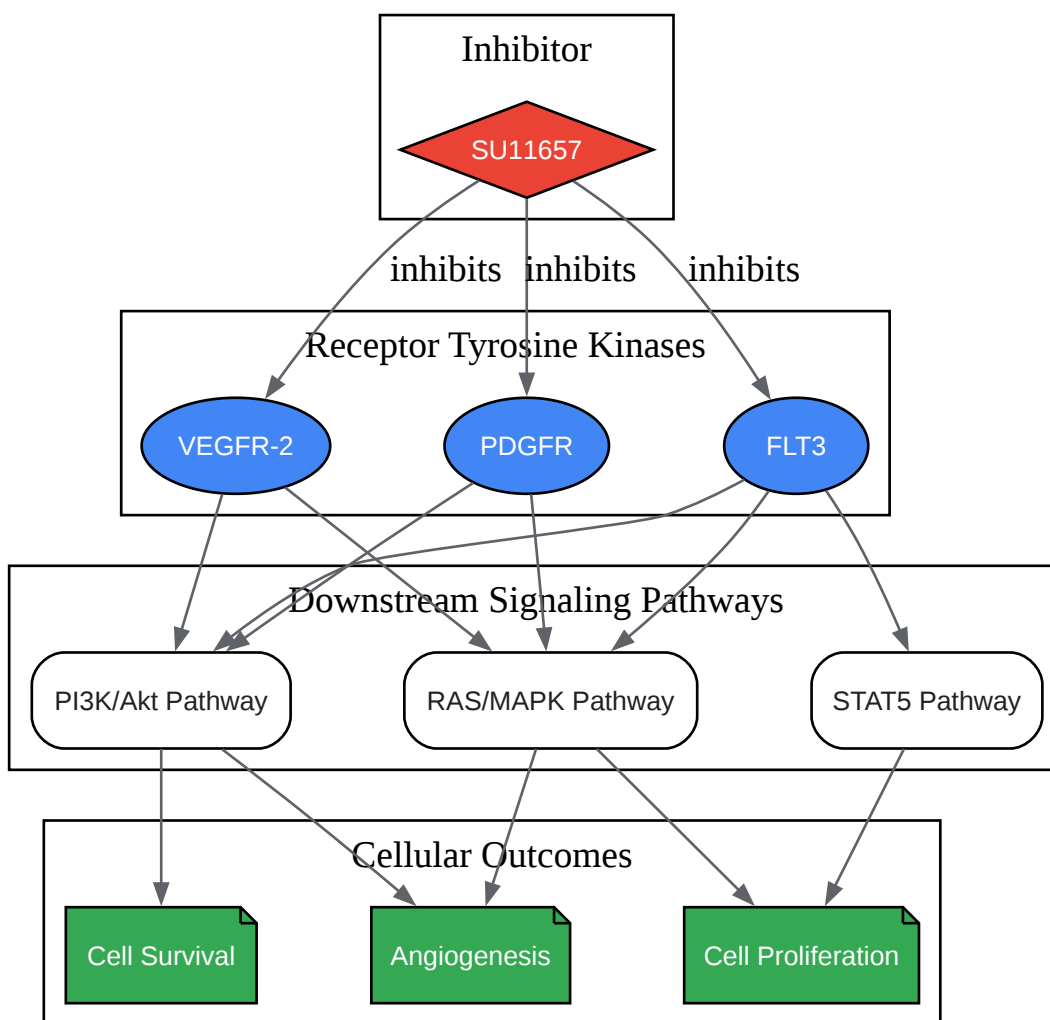 Inhibitor
SU11657
inhibits
inhibits
inhibits
Receptor Tyrosine Kinases
VEGFR-2
PDGFR
FLT3
Downstream Signaling Pathways
PI3K/Akt Pathway
RAS/MAPK Pathway
STAT5 Pathway
Cellular Outcomes
Cell Survival
Angiogenesis
Cell Proliferation